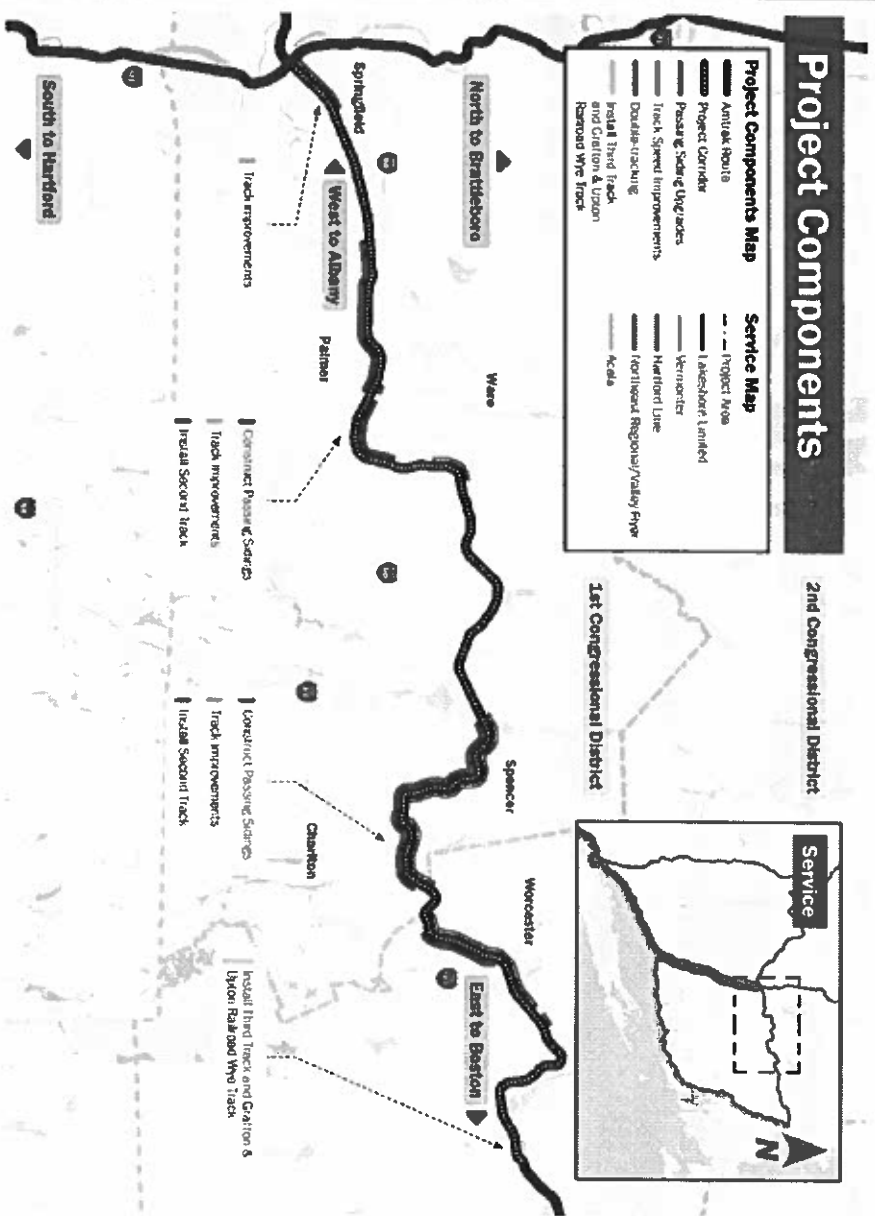 Project Components
Project Components Map
Amtrak Route
Project Corridor
Passing Siding Upgrades
Track Speed Improvements
Double-tracking
Install Third Track
and Grafton & Upton
Railroad Wye Track
Service Map
Project Area
Lakeshore Limited
Vermonter
Hartford Line
Northeast Regional/Valley Flyer
Acela
2nd Congressional District
1st Congressional District
Service
N
North to Brattleboro
West to Albany
South to Hartford
East to Boston
Springfield
Palmer
Ware
Spencer
Charlton
Worcester
Track Improvements
Construct Passing Sidings
Track Improvements
Install Second Track
Construct Passing Sidings
Track Improvements
Install Second Track
Install Third Track and Grafton &
Upton Railroad Wye Track